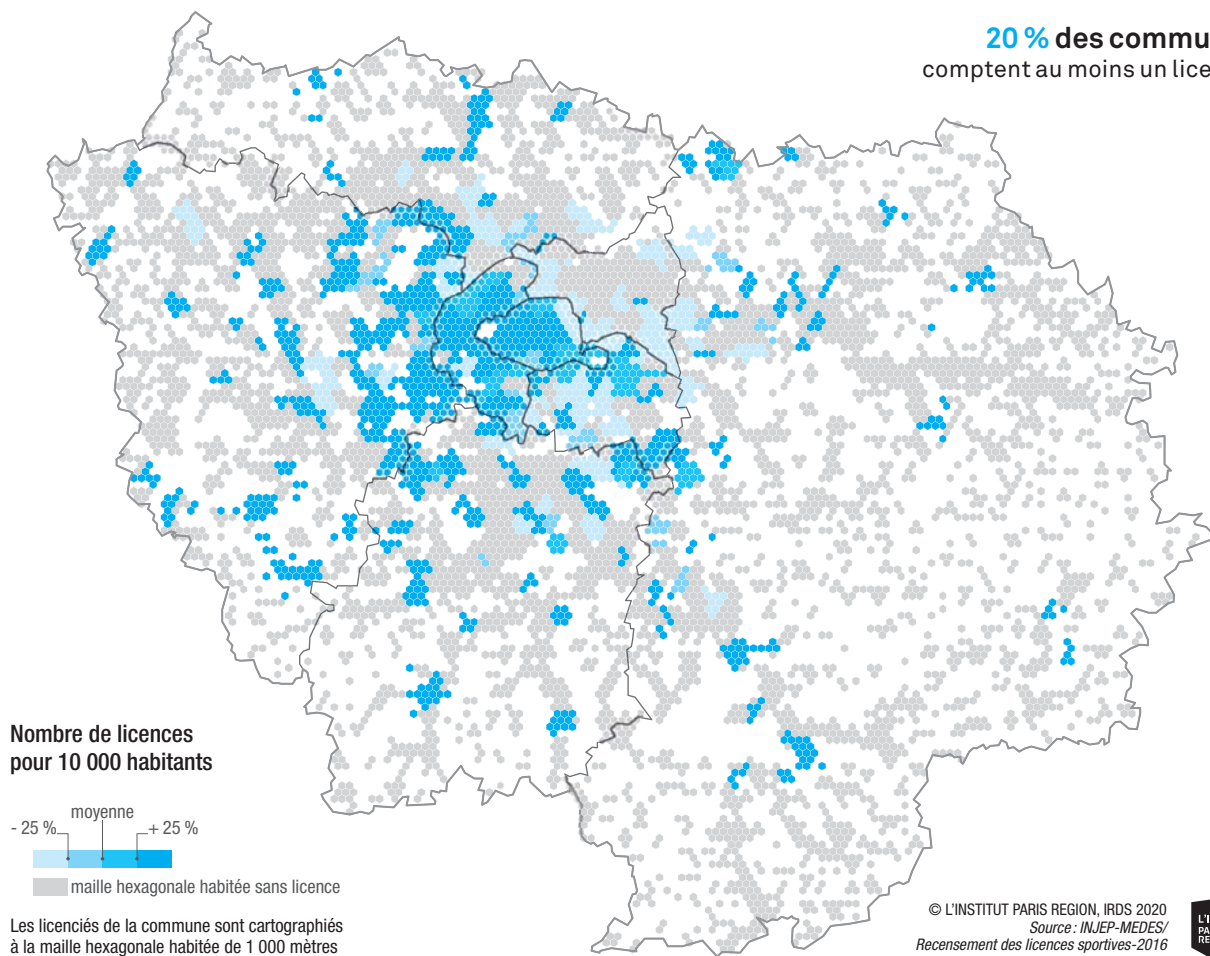 20 % des commu
comptent au moins un lice
Nombre de licences
pour 10 000 habitants
moyenne
- 25 % + 25 %
maille hexagonale habitée sans licence
Les licenciés de la commune sont cartographiés
à la maille hexagonale habitée de 1 000 mètres
© L'INSTITUT PARIS REGION, IRDS 2020
Source : INJEP-MEDES/
Recensement des licences sportives-2016
L'I
PA
RE